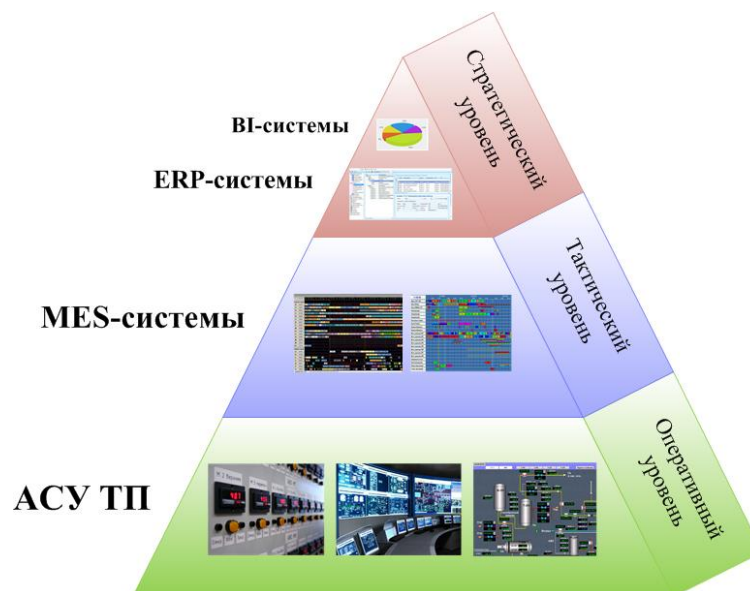 BI-системы
ERP-системы
Стратегический
уровень
MES-системы
Тактический
уровень
АСУ ТП
Оперативный
уровень